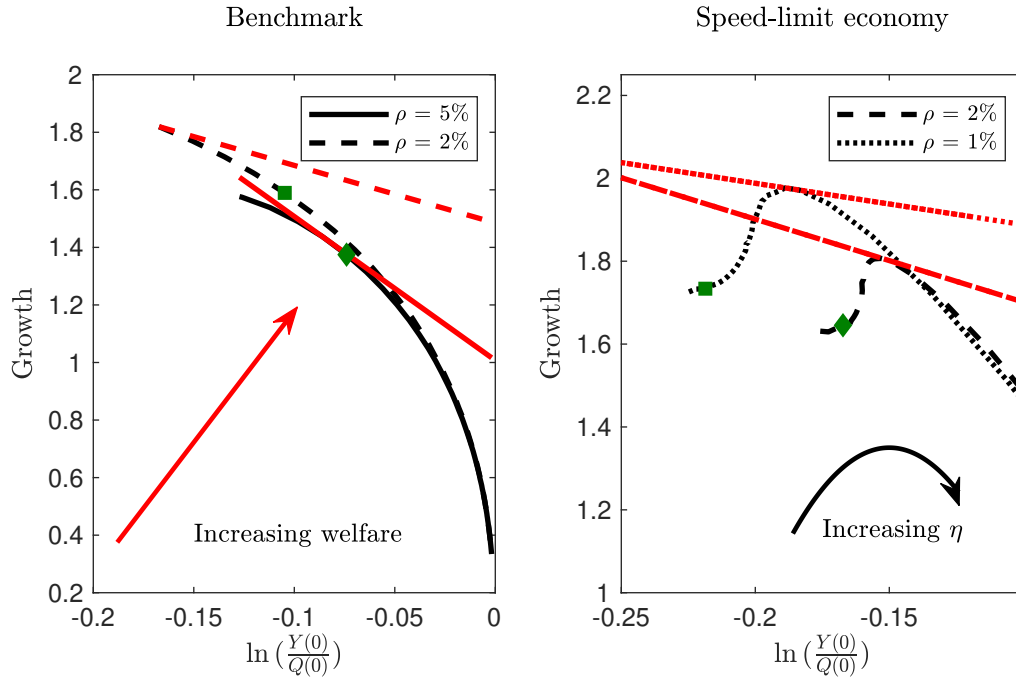 Benchmark
Growth
2
1.8
1.6
1.4
1.2
1
0.8
0.6
0.4
0.2
ρ = 5%
ρ = 2%
Increasing welfare
-0.2 -0.15 -0.1 -0.05 0
ln (Y(0)/Q(0))
Speed-limit economy
Growth
2.2
2
1.8
1.6
1.4
1.2
1
ρ = 2%
ρ = 1%
Increasing η
-0.25 -0.2 -0.15
ln (Y(0)/Q(0))